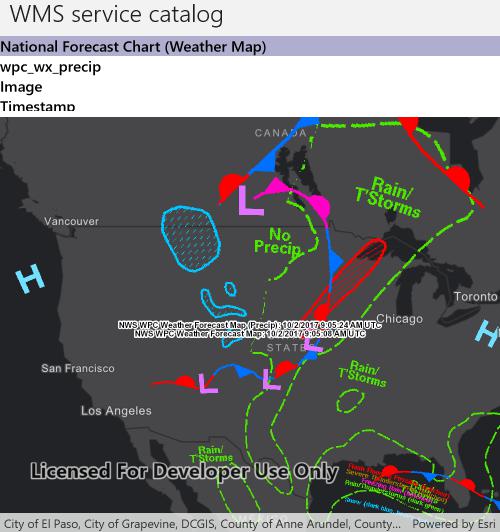 WMS service catalog
National Forecast Chart (Weather Map)
wpc_wx_precip
Image
Timestamp
CANADA
L
Rain/
T'Storms
Vancouver
No
Precip
H
Toronto
NWS WPC Weather Forecast Map (Precip): 10/2/2017 9:05:24 AM UTC
Chicago
NWS WPC Weather Forecast Map: 10/2/2017 9:05:08 AM UTC
H
L
STATE
San Francisco
Rain/
T'Storms
L
L
Los Angeles
Rain/
T'Storms
Licensed For Developer Use Only
City of El Paso, City of Grapevine, DCGIS, County of Anne Arundel, County... Powered by Esri